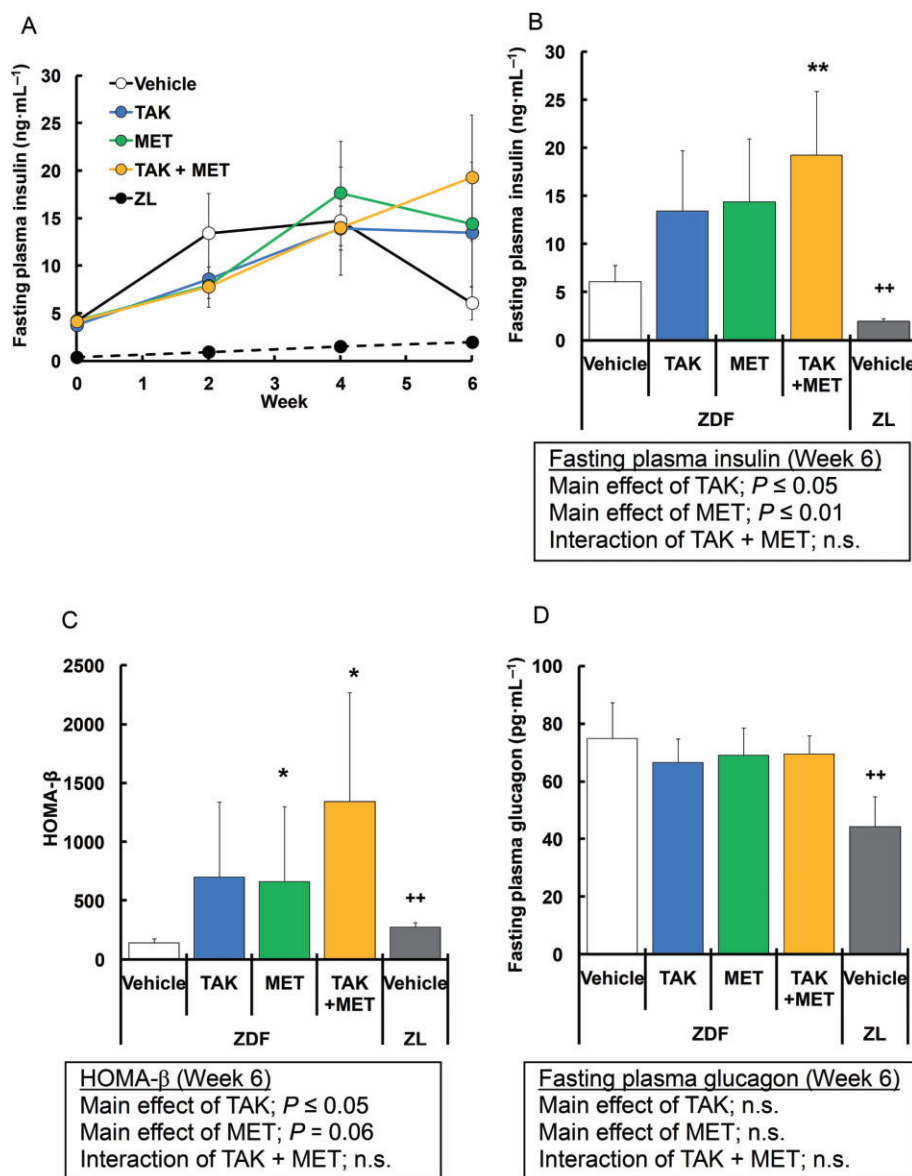 A
Fasting plasma insulin (ng·mL⁻¹)
30
25
20
15
10
5
0
0 1 2 3 4 5 6
Week
Vehicle
TAK
MET
TAK + MET
ZL
B
Fasting plasma insulin (ng·mL⁻¹)
30
25
20
15
10
5
0
**
++
Vehicle TAK MET TAK Vehicle
+MET
ZDF ZL
Fasting plasma insulin (Week 6)
Main effect of TAK; P ≤ 0.05
Main effect of MET; P ≤ 0.01
Interaction of TAK + MET; n.s.
C
HOMA-β
2500
2000
1500
1000
500
0
*
*
++
Vehicle TAK MET TAK Vehicle
+MET
ZDF ZL
HOMA-β (Week 6)
Main effect of TAK; P ≤ 0.05
Main effect of MET; P = 0.06
Interaction of TAK + MET; n.s.
D
Fasting plasma glucagon (pg·mL⁻¹)
100
80
60
40
20
0
++
Vehicle TAK MET TAK Vehicle
+MET
ZDF ZL
Fasting plasma glucagon (Week 6)
Main effect of TAK; n.s.
Main effect of MET; n.s.
Interaction of TAK + MET; n.s.